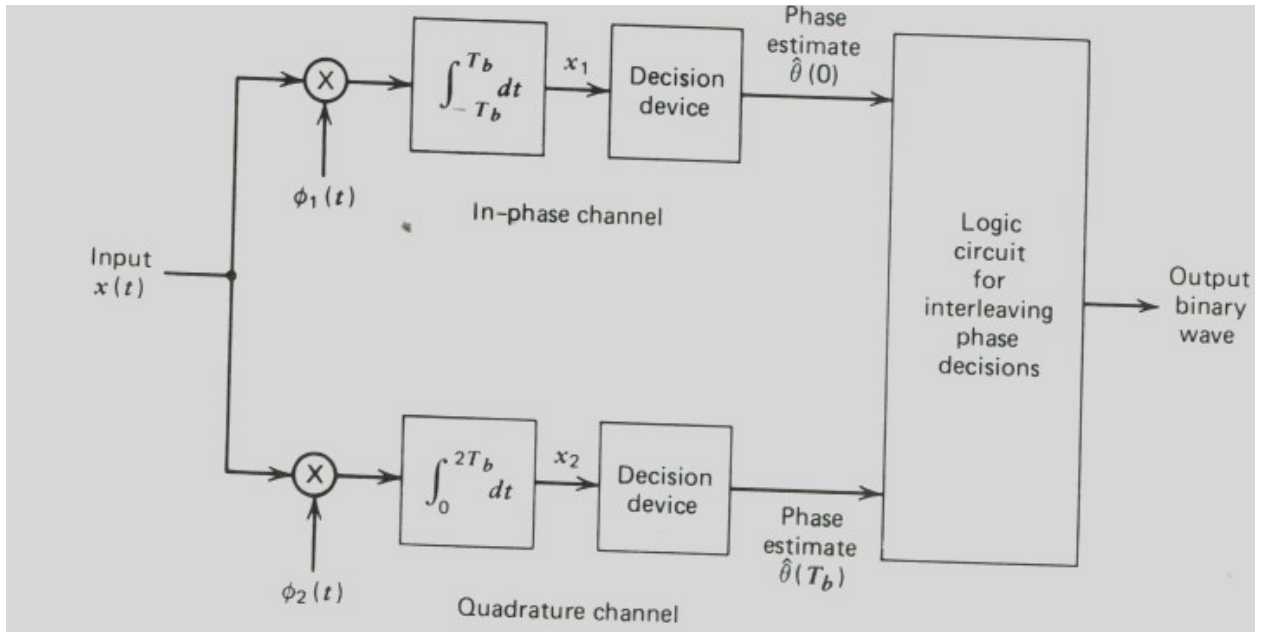 Phase
estimate
θ̂(0)
X
∫_{-T_b}^{T_b} dt
x₁
Decision
device
ϕ₁(t)
In-phase channel
Input
x(t)
Logic
circuit
for
interleaving
phase
decisions
Output
binary
wave
X
∫_0^{2T_b} dt
x₂
Decision
device
Phase
estimate
θ̂(T_b)
ϕ₂(t)
Quadrature channel